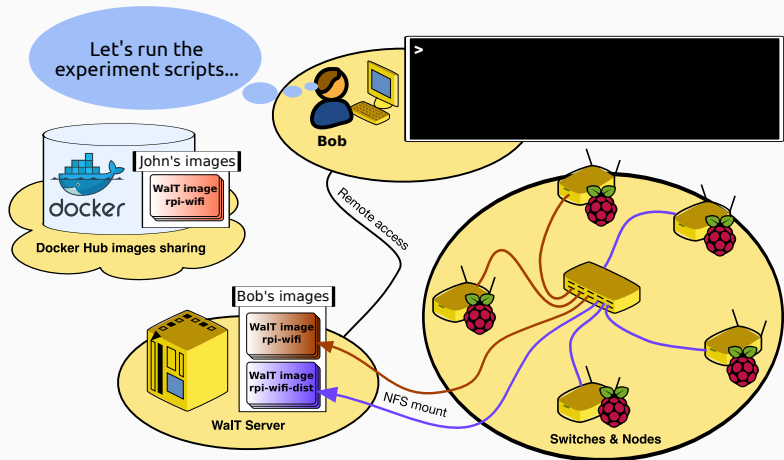 Let's run the
experiment scripts...
>
Bob
John's images
WalT image
rpi-wifi
docker
Docker Hub images sharing
Remote access
Bob's images
WalT image
rpi-wifi
WalT image
rpi-wifi-dist
NFS mount
WalT Server
Switches & Nodes